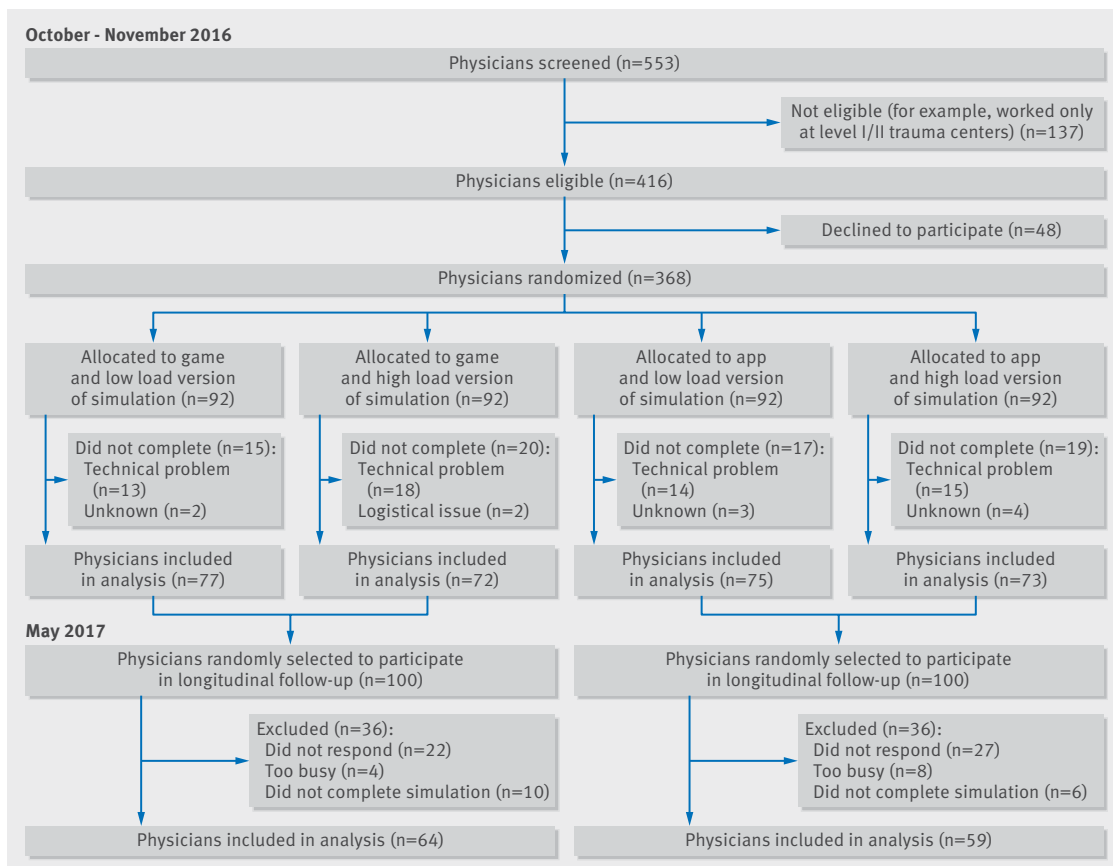 October - November 2016
Physicians screened (n=553)
Not eligible (for example, worked only
at level I/II trauma centers) (n=137)
Physicians eligible (n=416)
Declined to participate (n=48)
Physicians randomized (n=368)
Allocated to game
and low load version
of simulation (n=92)
Allocated to game
and high load version
of simulation (n=92)
Allocated to app
and low load version
of simulation (n=92)
Allocated to app
and high load version
of simulation (n=92)
Did not complete (n=15):
Technical problem
(n=13)
Unknown (n=2)
Did not complete (n=20):
Technical problem
(n=18)
Logistical issue (n=2)
Did not complete (n=17):
Technical problem
(n=14)
Unknown (n=3)
Did not complete (n=19):
Technical problem
(n=15)
Unknown (n=4)
Physicians included
in analysis (n=77)
Physicians included
in analysis (n=72)
Physicians included
in analysis (n=75)
Physicians included
in analysis (n=73)
May 2017
Physicians randomly selected to participate
in longitudinal follow-up (n=100)
Physicians randomly selected to participate
in longitudinal follow-up (n=100)
Excluded (n=36):
Did not respond (n=22)
Too busy (n=4)
Did not complete simulation (n=10)
Excluded (n=36):
Did not respond (n=27)
Too busy (n=8)
Did not complete simulation (n=6)
Physicians included in analysis (n=64)
Physicians included in analysis (n=59)